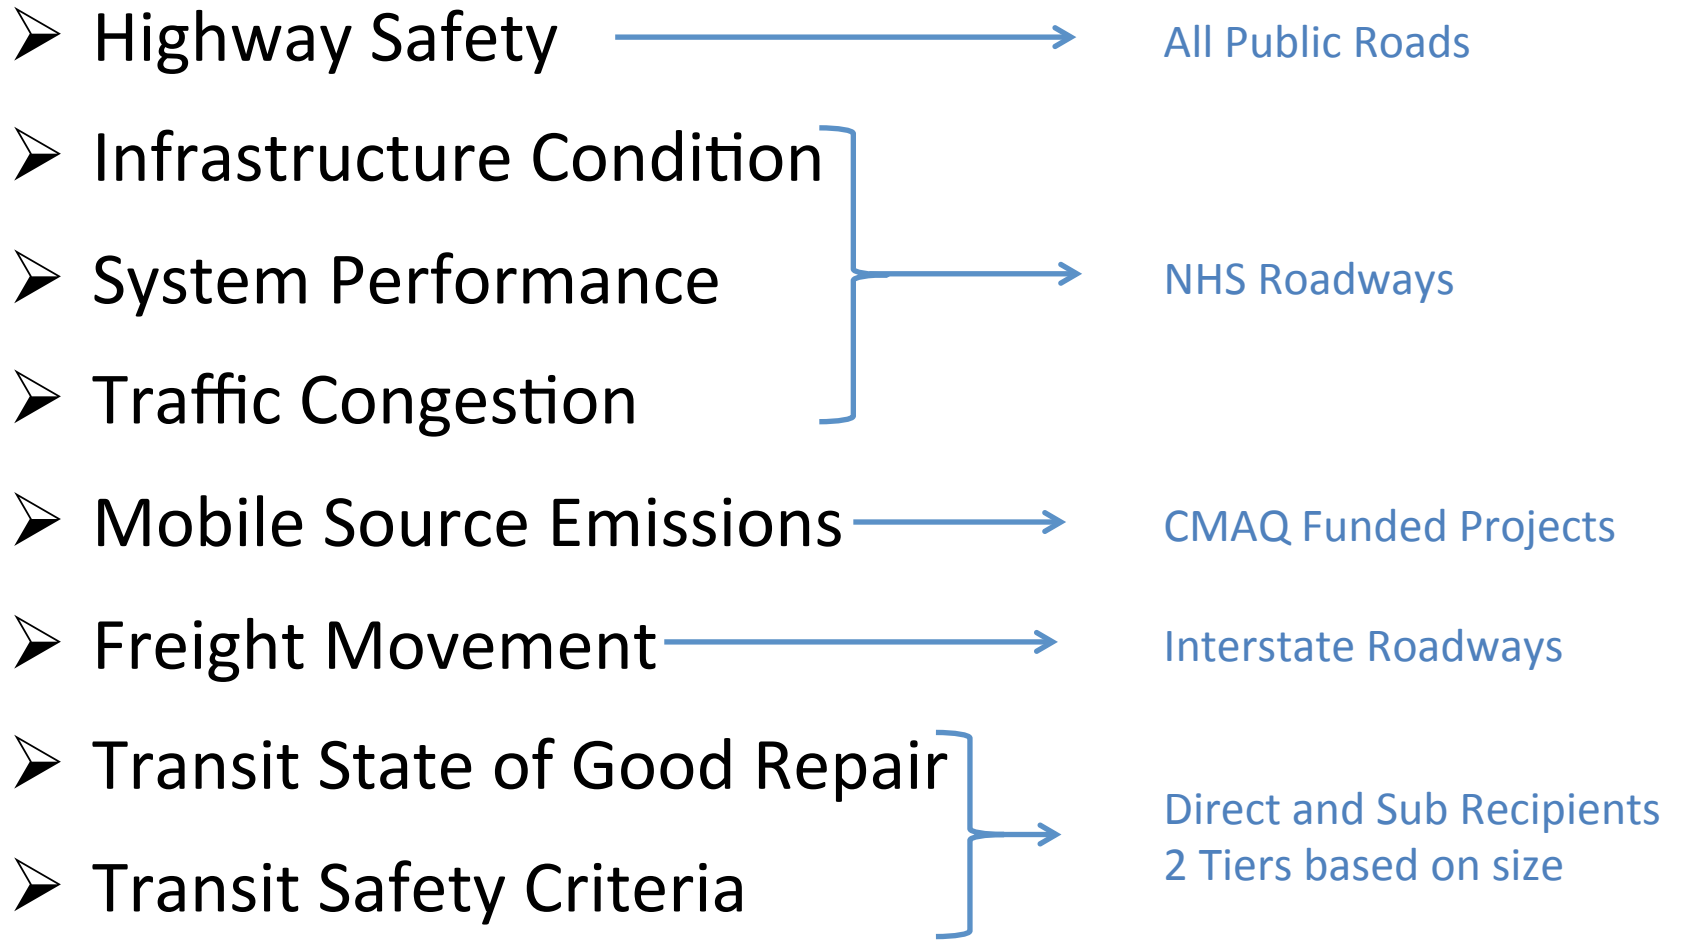 Highway Safety
All Public Roads
Infrastructure Condition
System Performance
NHS Roadways
Traffic Congestion
Mobile Source Emissions
CMAQ Funded Projects
Freight Movement
Interstate Roadways
Transit State of Good Repair
Direct and Sub Recipients
2 Tiers based on size
Transit Safety Criteria